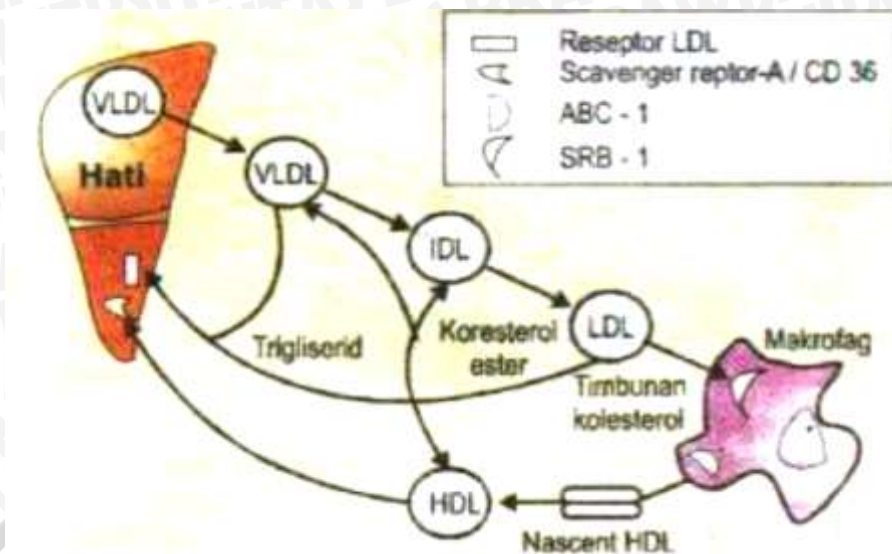 Reseptor LDL
Scavenger reptor-A / CD 36
ABC - 1
SRB - 1
VLDL
Hati
VLDL
IDL
LDL
Makrofag
Trigliserid
Koresterol
ester
Timbunan
kolesterol
HDL
Nascent HDL